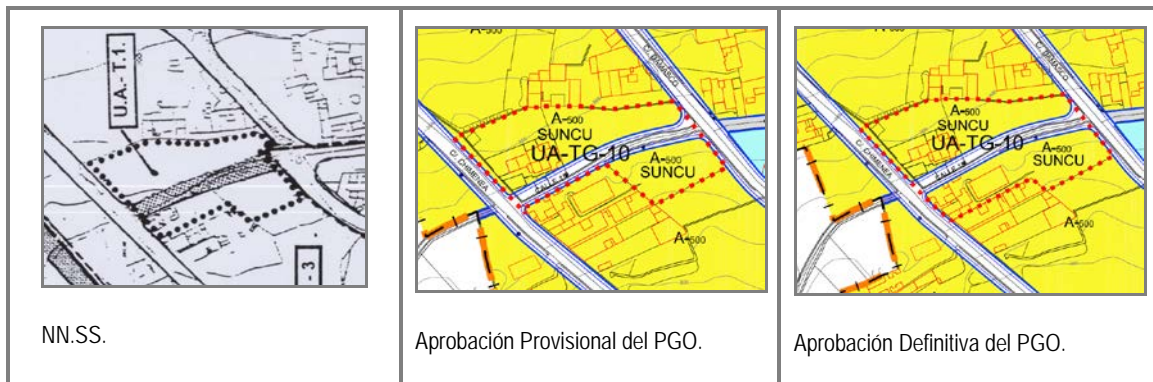 U.A.- T.1.
- 3
NN.SS.
A-500
C/ DAMASCO
A-500
SUNCU
UA-TG-10
A-500
SUNCU
C/ CHIMENEA
A-500
Aprobación Provisional del PGO.
C/ DAMASCO
A-500
SUNCU
UA-TG-10
A-500
SUNCU
C/ CHIMENEA
A-500
Aprobación Definitiva del PGO.